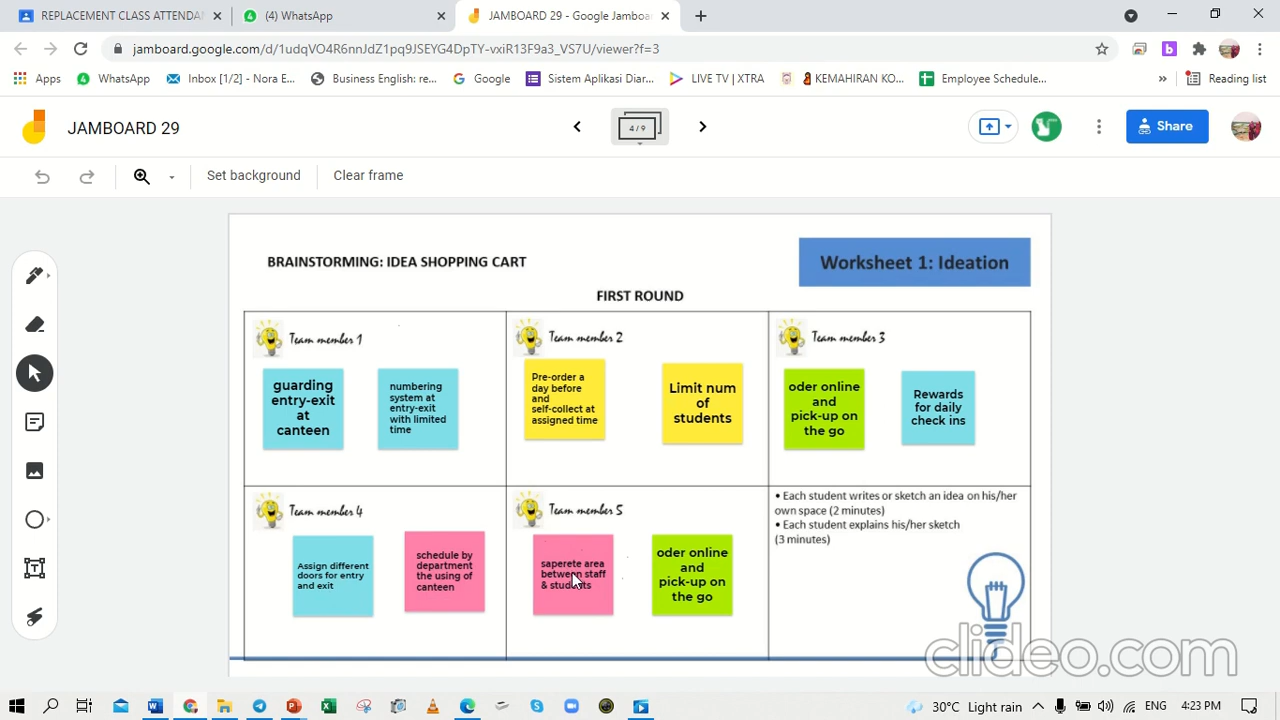 REPLACEMENT CLASS ATTENDAN
(4) WhatsApp
JAMBOARD 29 - Google Jamboa
jamboard.google.com/d/1udqVO4R6nnJdZ1pq9JSEYG4DpTY-vxiR13F9a3_VS7U/viewer?f=3
Apps
WhatsApp
Inbox [1/2] - Nora E...
Business English: re...
Google
Sistem Aplikasi Diar...
LIVE TV | XTRA
KEMAHIRAN KO...
Employee Schedule...
»
Reading list
JAMBOARD 29
4 / 9
Share
Set background
Clear frame
BRAINSTORMING: IDEA SHOPPING CART
Worksheet 1: Ideation
FIRST ROUND
Team member 1
guarding
entry-exit
at
canteen
numbering
system at
entry-exit
with limited
time
Team member 2
Pre-order a
day before
and
self-collect at
assigned time
Limit num
of
students
Team member 3
oder online
and
pick-up on
the go
Rewards
for daily
check ins
Team member 4
Assign different
doors for entry
and exit
schedule by
department
the using of
canteen
Team member 5
saperete area
between staff
& students
oder online
and
pick-up on
the go
• Each student writes or sketch an idea on his/her
own space (2 minutes)
• Each student explains his/her sketch
(3 minutes)
clideo.com
30°C Light rain
ENG
4:23 PM